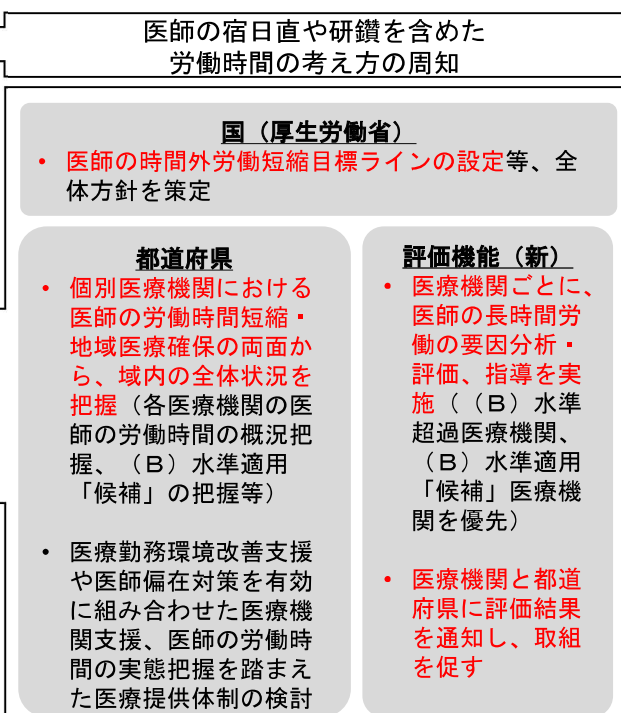 医師の宿日直や研鑽を含めた
労働時間の考え方の周知
国（厚生労働省）
• 医師の時間外労働短縮目標ラインの設定等、全
体方針を策定
都道府県
• 個別医療機関における
医師の労働時間短縮・
地域医療確保の両面か
ら、域内の全体状況を
把握（各医療機関の医
師の労働時間の概況把
握、（Ｂ）水準適用
「候補」の把握等）
• 医療勤務環境改善支援
や医師偏在対策を有効
に組み合わせた医療機
関支援、医師の労働時
間の実態把握を踏まえ
た医療提供体制の検討
評価機能（新）
• 医療機関ごとに、
医師の長時間労
働の要因分析・
評価、指導を実
施（（Ｂ）水準
超過医療機関、
（Ｂ）水準適用
「候補」医療機
関を優先）
• 医療機関と都道
府県に評価結果
を通知し、取組
を促す